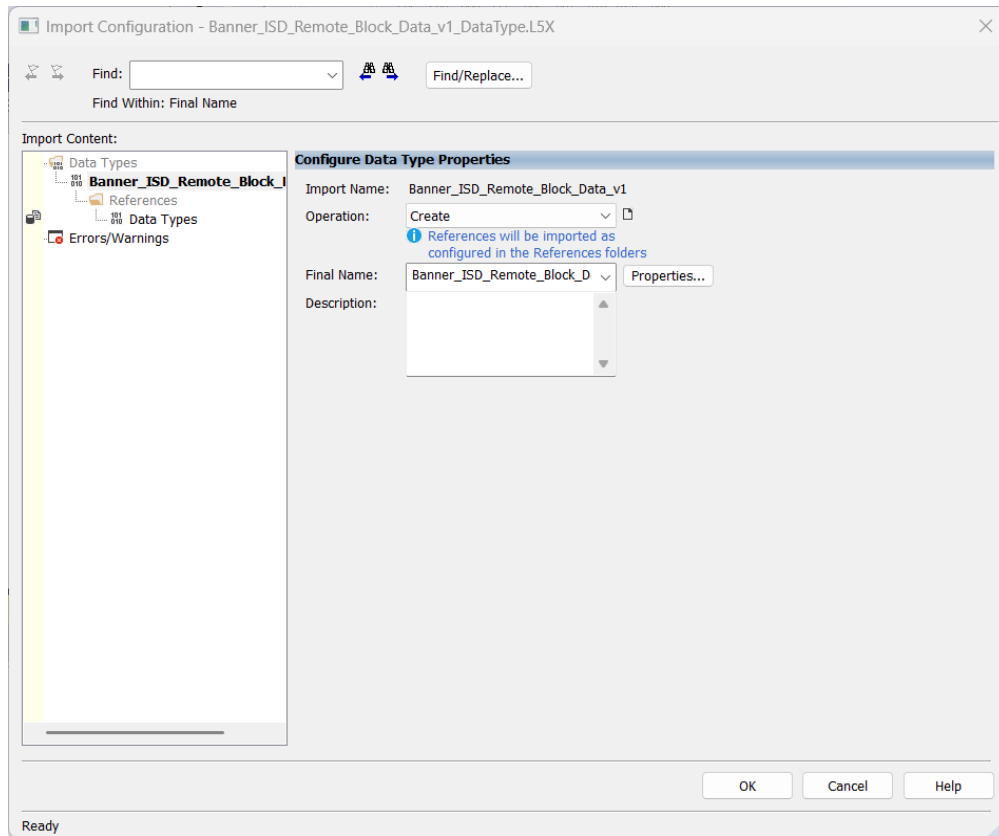 Import Configuration - Banner_ISD_Remote_Block_Data_v1_DataType.L5X
Find:
Find/Replace...
Find Within: Final Name
Import Content:
Data Types
Banner_ISD_Remote_Block_
References
Data Types
Errors/Warnings
Configure Data Type Properties
Import Name: Banner_ISD_Remote_Block_Data_v1
Operation: Create
References will be imported as
configured in the References folders
Final Name: Banner_ISD_Remote_Block_D
Properties...
Description:
OK Cancel Help
Ready